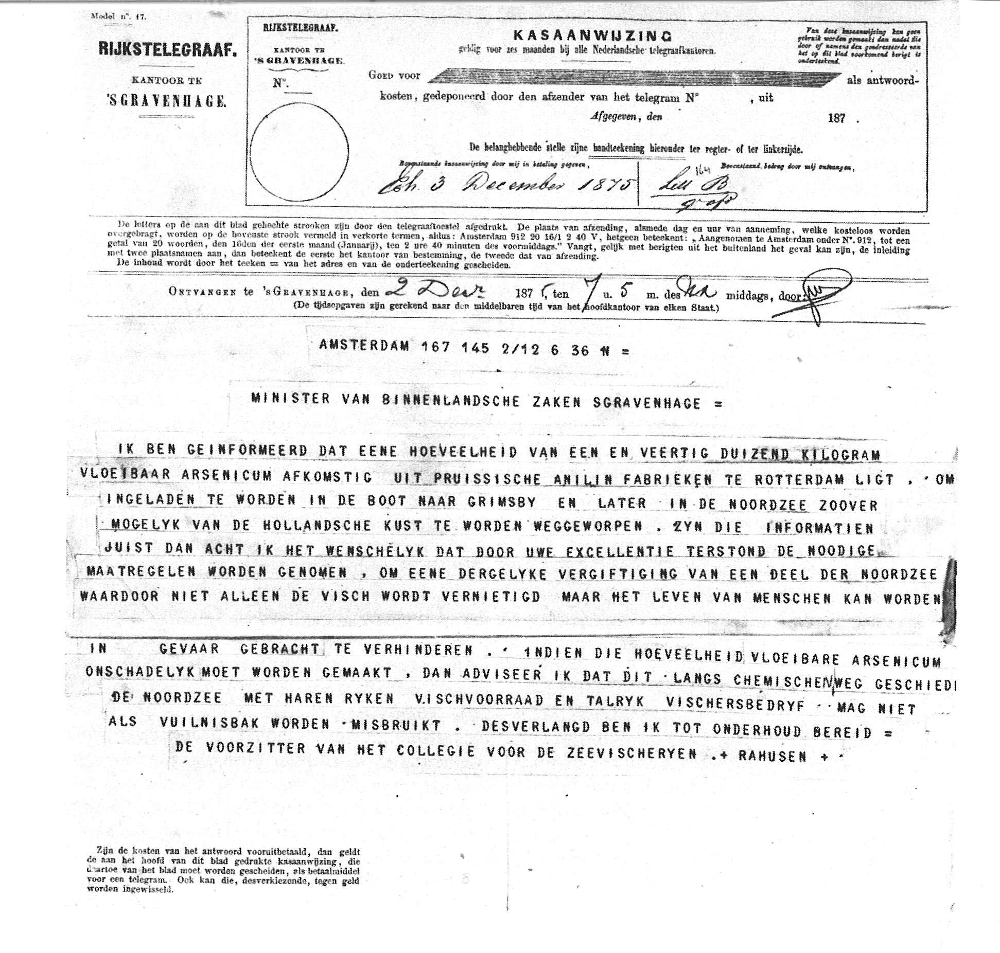 Model n°. 17.
RIJKSTELEGRAAF.
KANTOOR TE
'SGRAVENHAGE.
RIJKSTELEGRAAF.
KANTOOR TE
'SGRAVENHAGE.
N°.
KASAANWIJZING
geldig voor zes maanden bij alle Nederlandsche telegraafkantoren.
Van deze kasaanwijzing kan geen
gebruik worden gemaakt dan nadat die
door of namens den geadresseerde van
het op dit blad voorkomend berigt is
onderteekend.
GOED VOOR als antwoord-
kosten, gedeponeerd door den afzender van het telegram N° , uit
Afgegeven, den 187 .
De belanghebbende stelle zijne handteekening hieronder ter regter- of ter linkerzijde.
Bovenstaande kasaanwijzing door mij in betaling gegeven,
Bovenstaand bedrag door mij ontvangen,
3 December 1875
164
B
De letters op de aan dit blad gehechte strooken zijn door den telegraaftoestel afgedrukt. De plaats van afzending, alsmede dag en uur van aanneming, welke kosteloos worden
overgebragt, worden op de bovenste strook vermeld in verkorte termen, aldus: Amsterdam 912 20 16/1 2 40 V, hetgeen beteekent: „Aangenomen te Amsterdam onder N°. 912, tot een
getal van 20 woorden, den 16den der eerste maand (Januarij), ten 2 ure 40 minuten des voormiddags." Vangt, gelijk met berigten uit het buitenland het geval kan zijn, de inleiding
met twee plaatsnamen aan, dan beteekent de eerste het kantoor van bestemming, de tweede dat van afzending.
De inhoud wordt door het teeken = van het adres en van de onderteekening gescheiden.
ONTVANGEN te 'SGRAVENHAGE, den 2 Decr 1875, ten 7 u. 5 m. des na middags, door:
(De tijdsopgaven zijn gerekend naar den middelbaren tijd van het hoofdkantoor van elken Staat.)
AMSTERDAM 167 145 2/12 6 36 N =
MINISTER VAN BINNENLANDSCHE ZAKEN SGRAVENHAGE =
IK BEN GEINFORMEERD DAT EENE HOEVEELHEID VAN EEN EN VEERTIG DUIZEND KILOGRAM
VLOEIBAAR ARSENICUM AFKOMSTIG UIT PRUISSISCHE ANILIN FABRIEKEN TE ROTTERDAM LIGT , OM
INGELADEN TE WORDEN IN DE BOOT NAAR GRIMSBY EN LATER IN DE NOORDZEE ZOOVER
MOGELYK VAN DE HOLLANDSCHE KUST TE WORDEN WEGGEWORPEN . ZYN DIE INFORMATIEN
JUIST DAN ACHT IK HET WENSCHELYK DAT DOOR UWE EXCELLENTIE TERSTOND DE NOODIGE
MAATREGELEN WORDEN GENOMEN , OM EENE DERGELYKE VERGIFTIGING VAN EEN DEEL DER NOORDZEE
WAARDOOR NIET ALLEEN DE VISCH WORDT VERNIETIGD MAAR HET LEVEN VAN MENSCHEN KAN WORDEN
IN GEVAAR GEBRACHT TE VERHINDEREN . INDIEN DIE HOEVEELHEID VLOEIBARE ARSENICUM
ONSCHADELYK MOET WORDEN GEMAAKT , DAN ADVISEER IK DAT DIT LANGS CHEMISCHEN WEG GESCHIED
DE NOORDZEE MET HAREN RYKEN VISCHVOORRAAD EN TALRYK VISCHERSBEDRYF MAG NIET
ALS VUILNISBAK WORDEN MISBRUIKT . DESVERLANGD BEN IK TOT ONDERHOUD BEREID =
DE VOORZITTER VAN HET COLLEGIE VOOR DE ZEEVISCHERYEN .+ RAHUSEN +
Zijn de kosten van het antwoord vooruitbetaald, dan geldt
de aan het hoofd van dit blad gedrukte kasaanwijzing, die
daartoe van het blad moet worden gescheiden, als betaalmiddel
voor een telegram. Ook kan die, desverkiezende, tegen geld
worden ingewisseld.